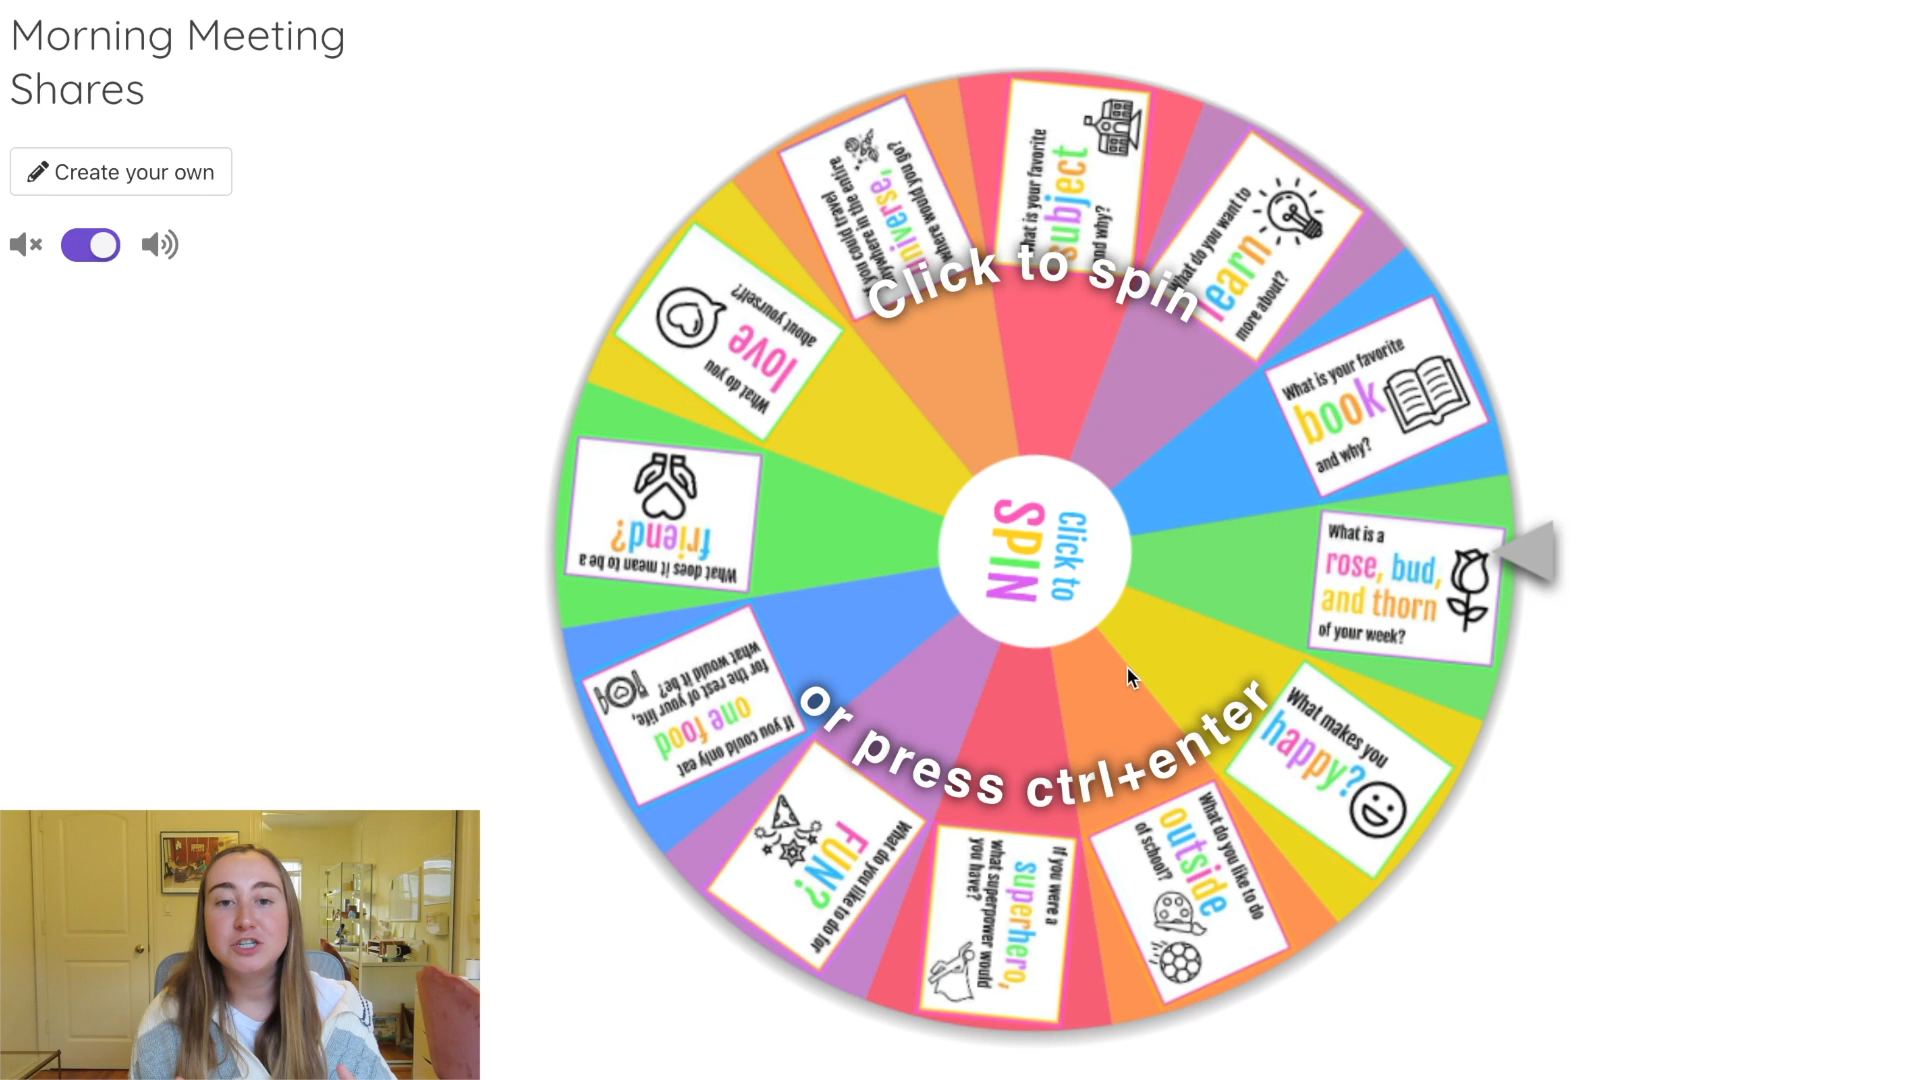 Morning Meeting
Shares
Create your own
Click to spin
or press ctrl+enter
Click to
SPIN
What is a
rose, bud,
and thorn
of your week?
What makes you
happy?
What do you like to do
outside
of school?
If you were a
superhero,
what superpower would
you have?
What do you like to do for
FUN?
If you could only eat
one food
for the rest of your life,
what would it be?
What does it mean to be a
friend?
What do you
love
about yourself?
If you could travel
anywhere in the entire
universe,
where would you go?
What is your favorite
subject
and why?
What do you want to
learn
more about?
What is your favorite
book
and why?